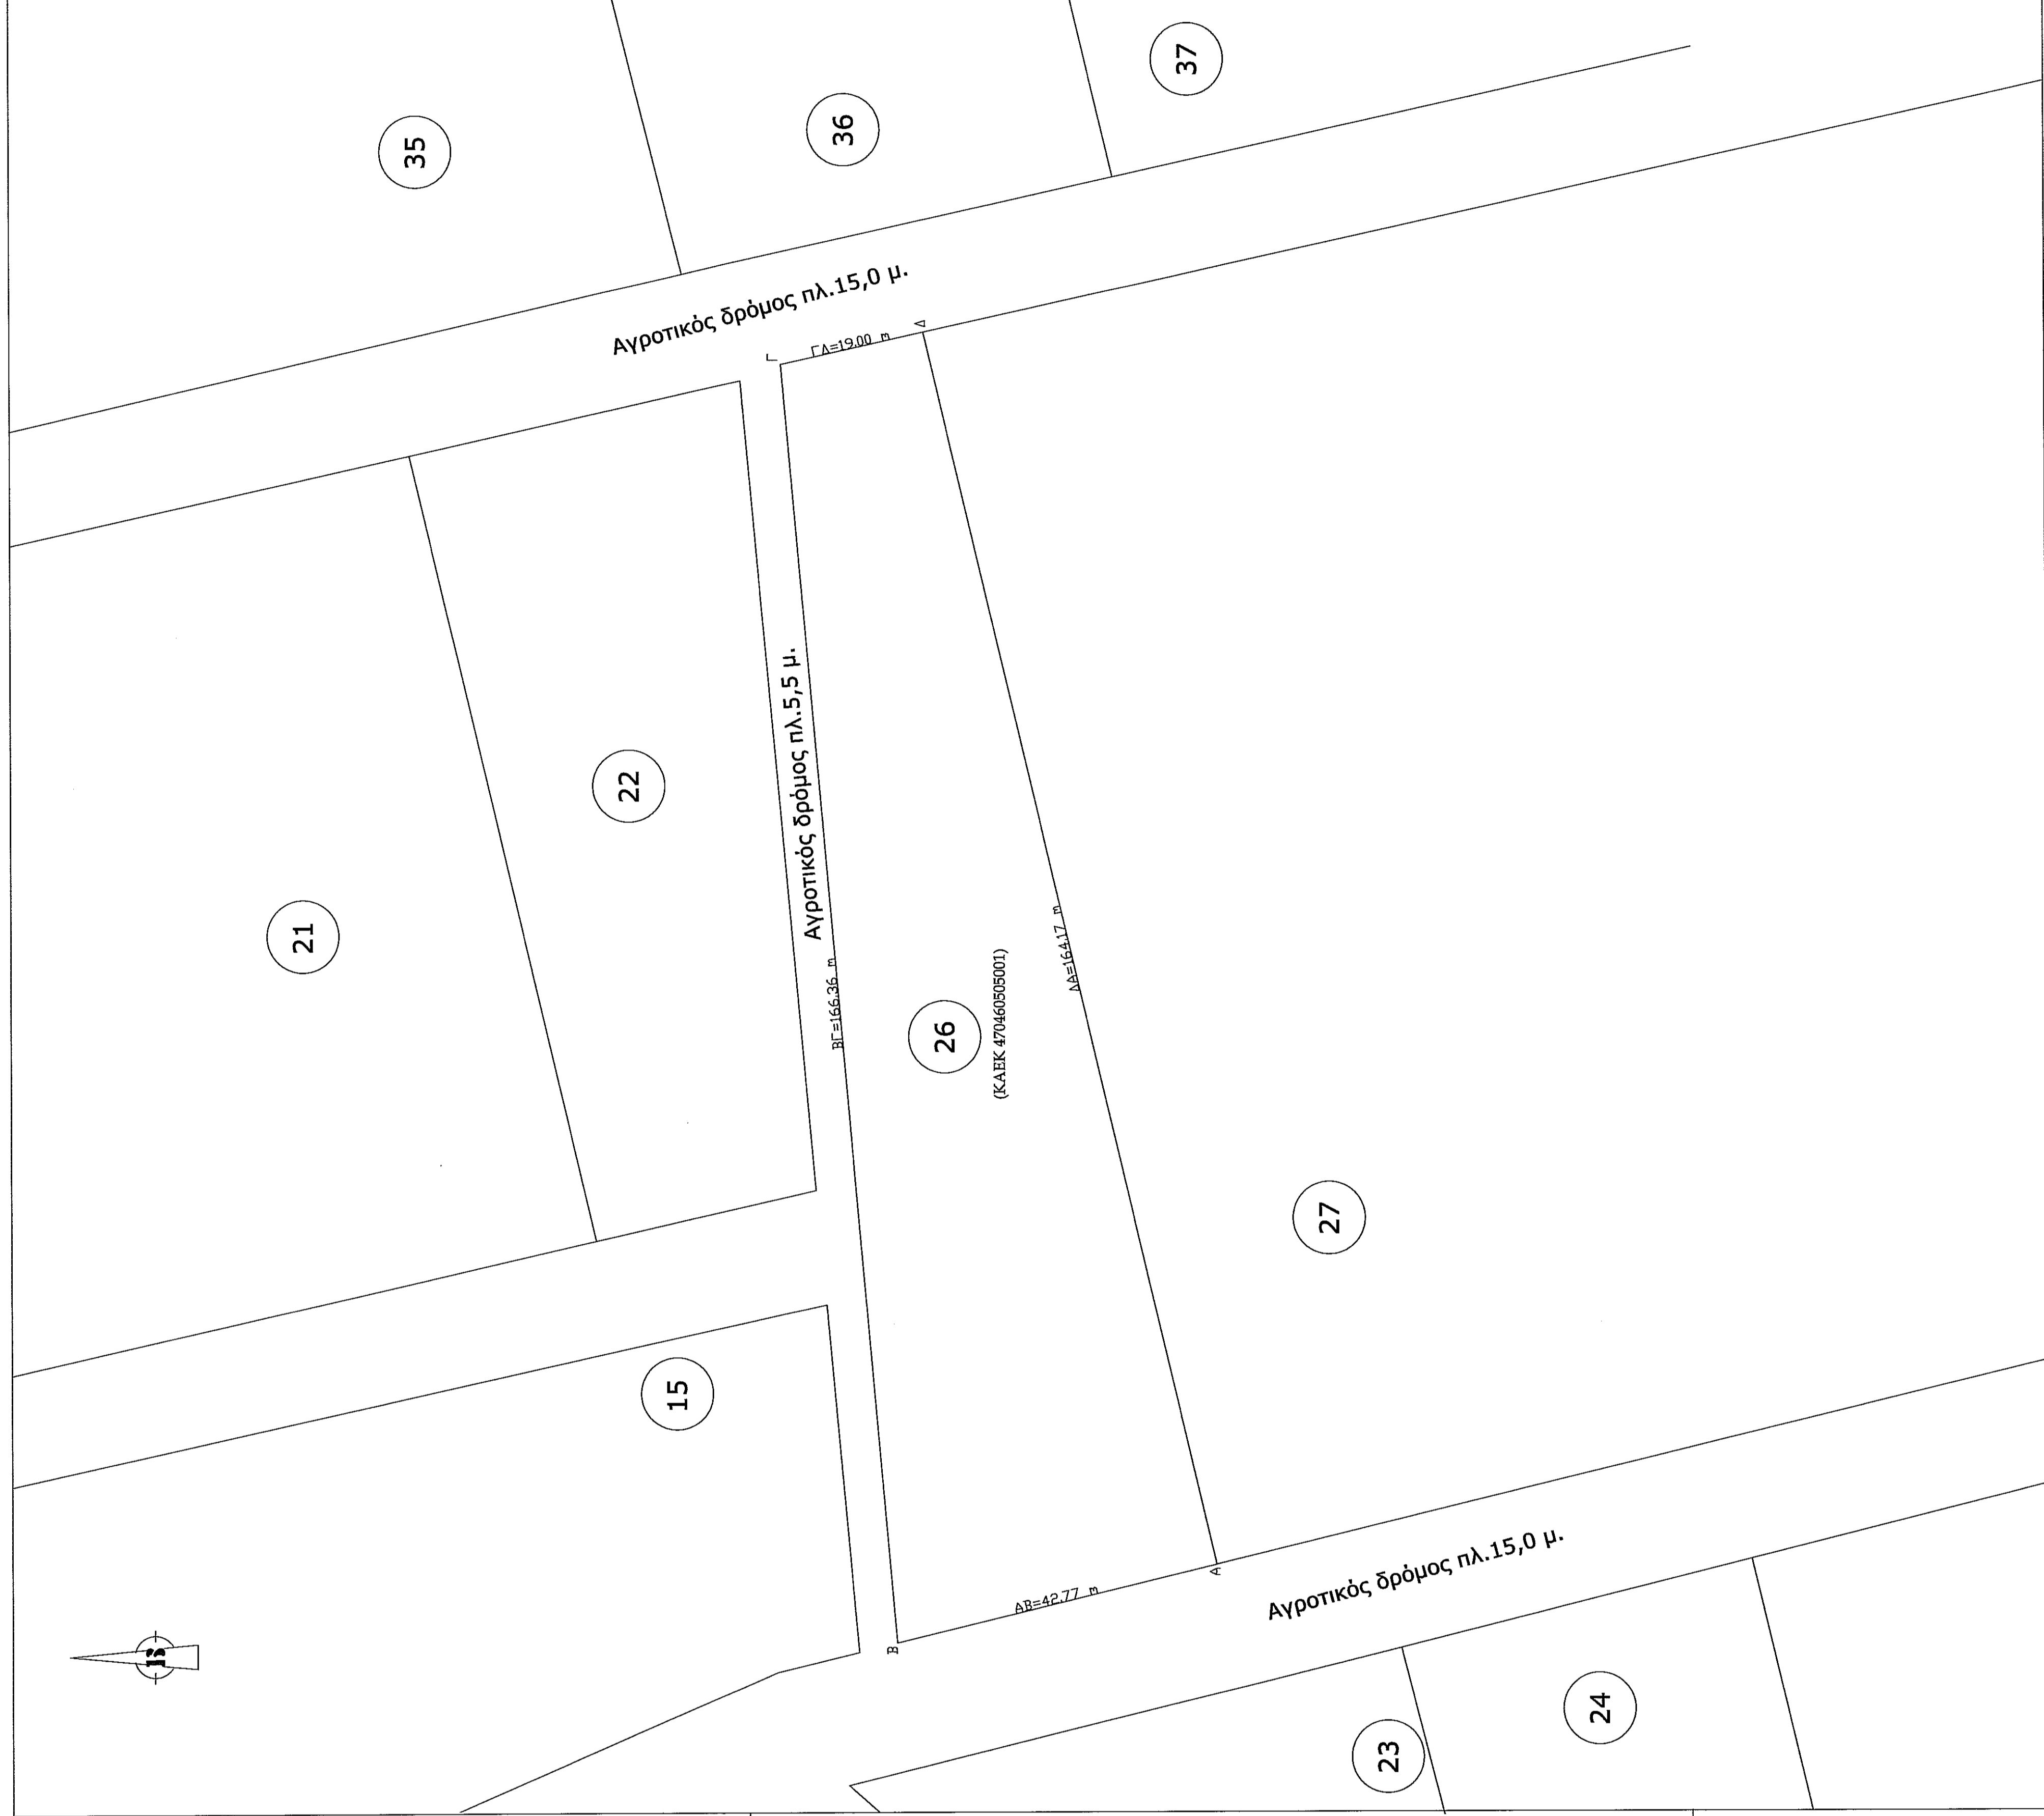 35
36
37
Αγροτικός δρόμος πλ.15,0 μ.
Γ
ΓΔ=19.00 m
Δ
21
22
Αγροτικός δρόμος πλ.5,5 μ.
ΒΓ=166.36 m
26
(ΚΑΕΚ 470460505001)
ΔΑ=164.17 m
27
15
Β
ΑΒ=42.77 m
Α
Αγροτικός δρόμος πλ.15,0 μ.
23
24